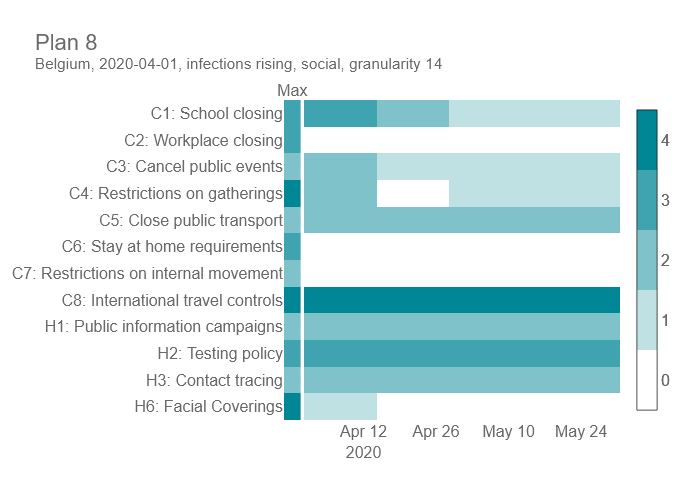 Plan 8
Belgium, 2020-04-01, infections rising, social, granularity 14
Max
C1: School closing
C2: Workplace closing
C3: Cancel public events
C4: Restrictions on gatherings
C5: Close public transport
C6: Stay at home requirements
C7: Restrictions on internal movement
C8: International travel controls
H1: Public information campaigns
H2: Testing policy
H3: Contact tracing
H6: Facial Coverings
Apr 12 Apr 26 May 10 May 24
2020
4
3
2
1
0